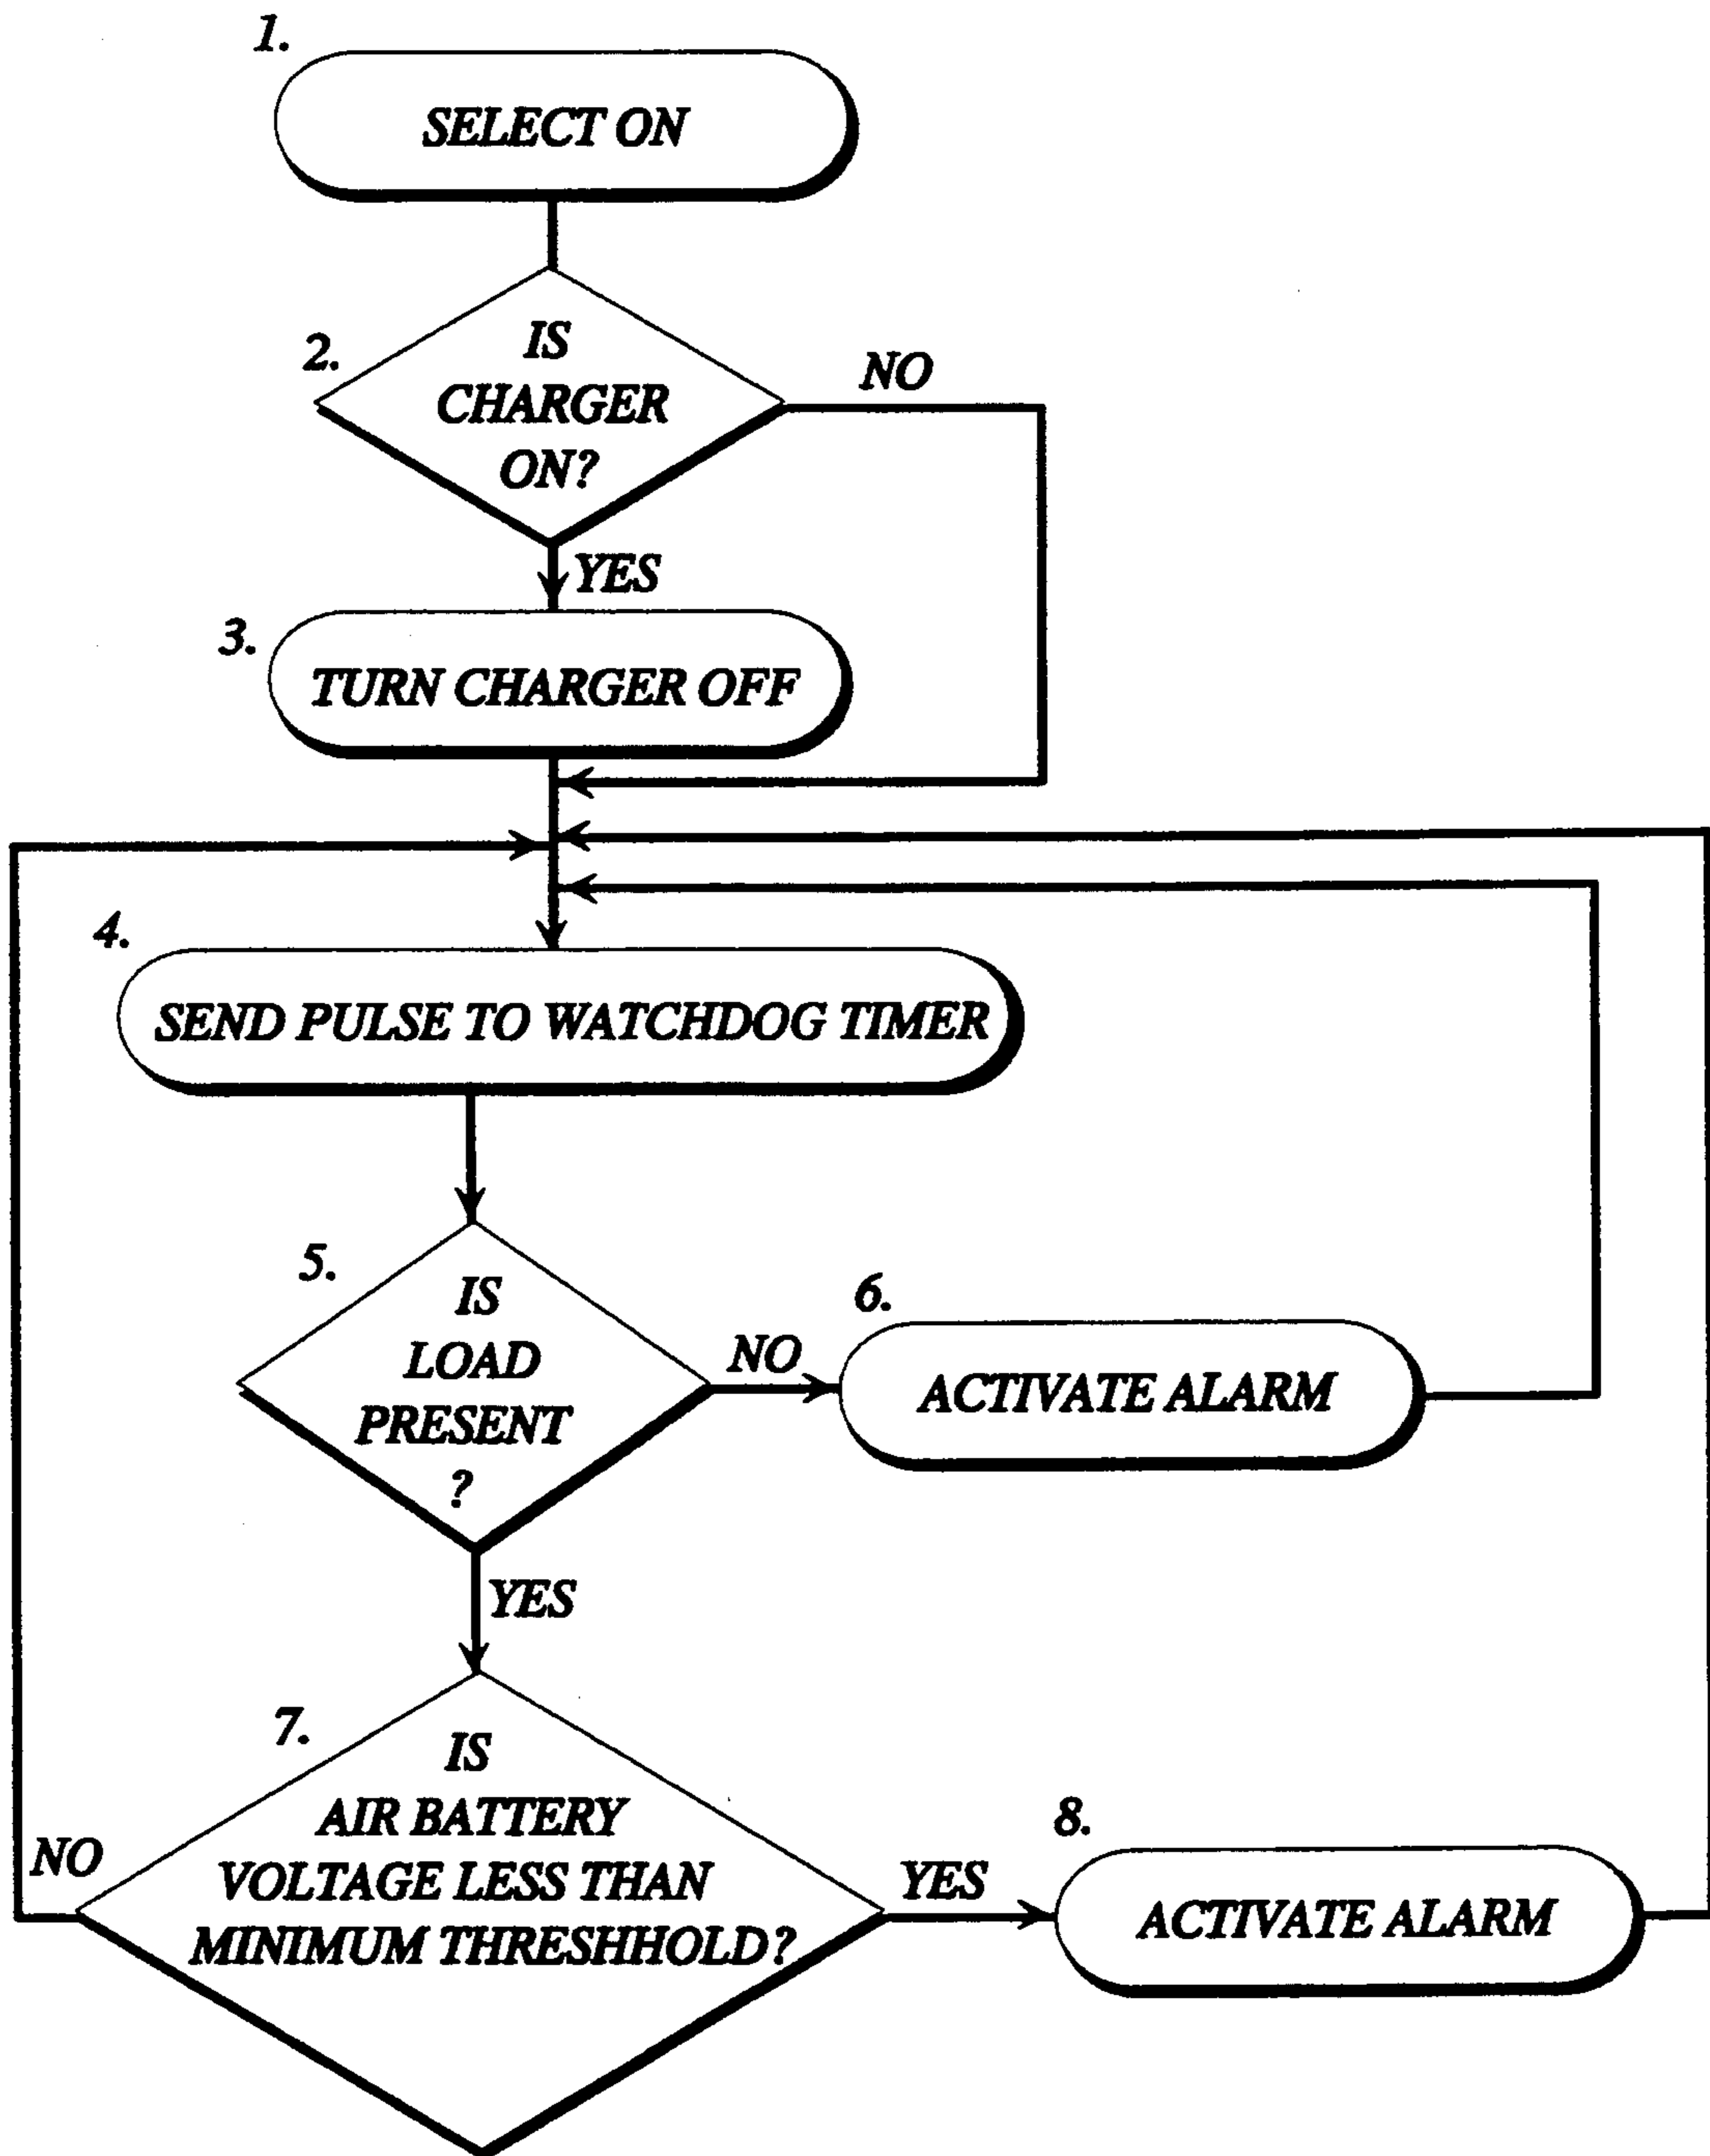 1.
SELECT ON
2.
IS
CHARGER
ON?
NO
YES
3.
TURN CHARGER OFF
4.
SEND PULSE TO WATCHDOG TIMER
5.
IS
LOAD
PRESENT
?
NO
6.
ACTIVATE ALARM
YES
7.
IS
AIR BATTERY
VOLTAGE LESS THAN
MINIMUM THRESHHOLD?
NO
YES
8.
ACTIVATE ALARM